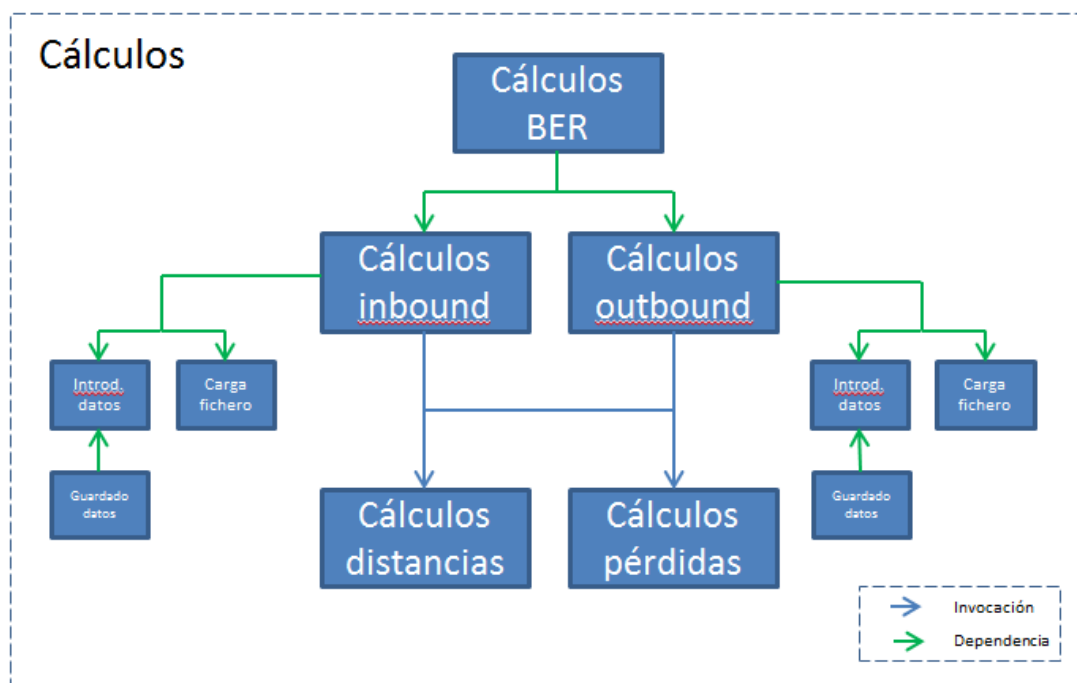 Cálculos
Cálculos
BER
Cálculos
inbound
Cálculos
outbound
Introd.
datos
Carga
fichero
Introd.
datos
Carga
fichero
Guardado
datos
Guardado
datos
Cálculos
distancias
Cálculos
pérdidas
Invocación
Dependencia